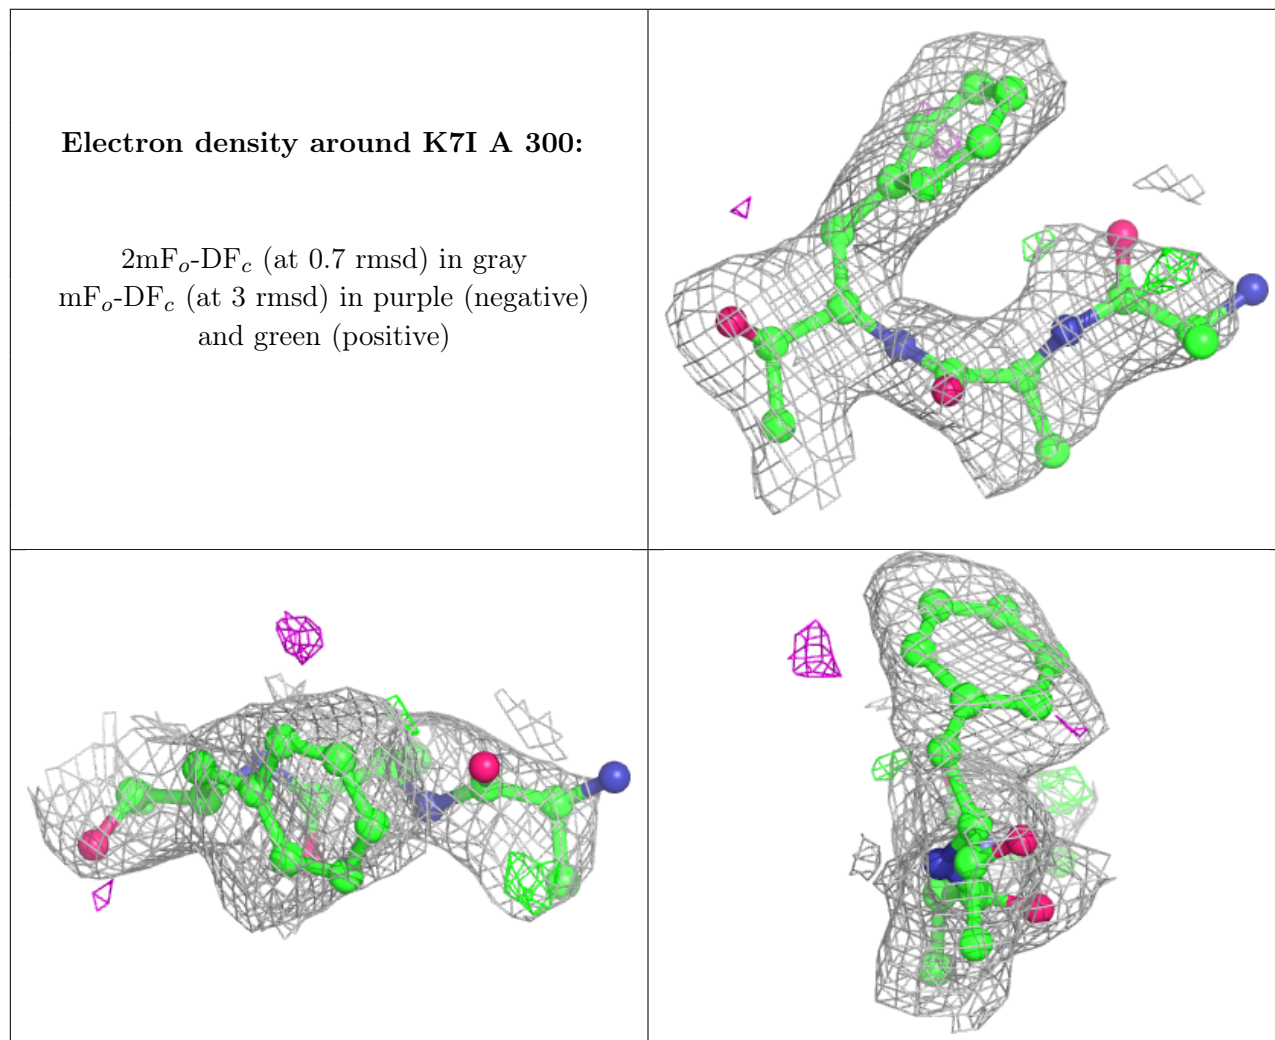 Electron density around K7I A 300:
2mFₒ-DF𝒸 (at 0.7 rmsd) in gray
mFₒ-DF𝒸 (at 3 rmsd) in purple (negative)
and green (positive)